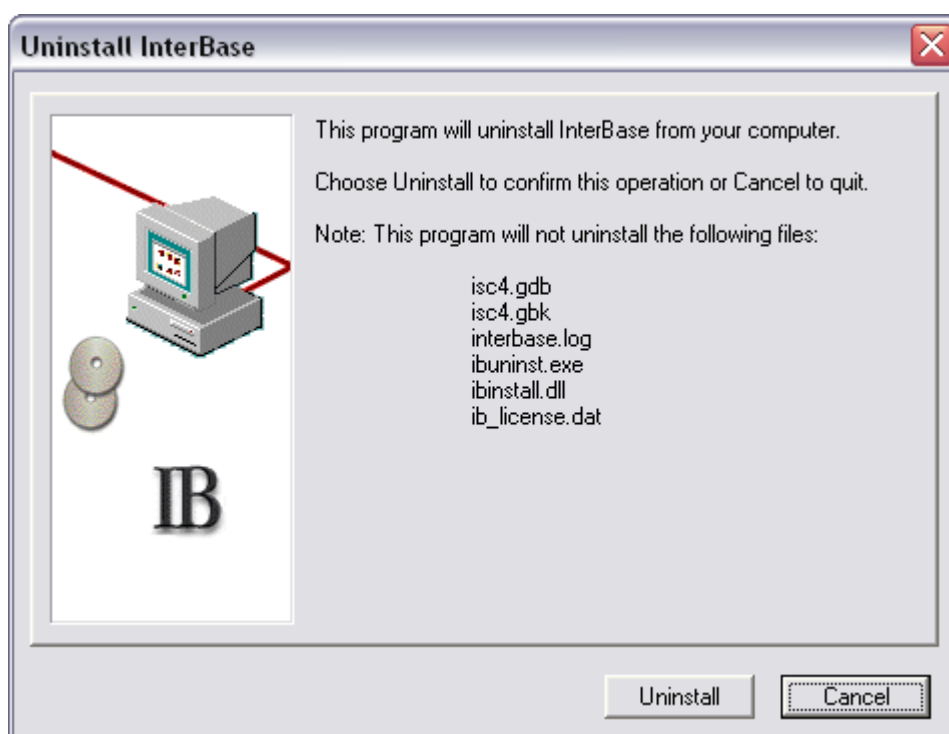 Uninstall InterBase
This program will uninstall InterBase from your computer.
Choose Uninstall to confirm this operation or Cancel to quit.
Note: This program will not uninstall the following files:
isc4.gdb
isc4.gbk
interbase.log
ibuninst.exe
ibinstall.dll
ib_license.dat
IB
Uninstall
Cancel